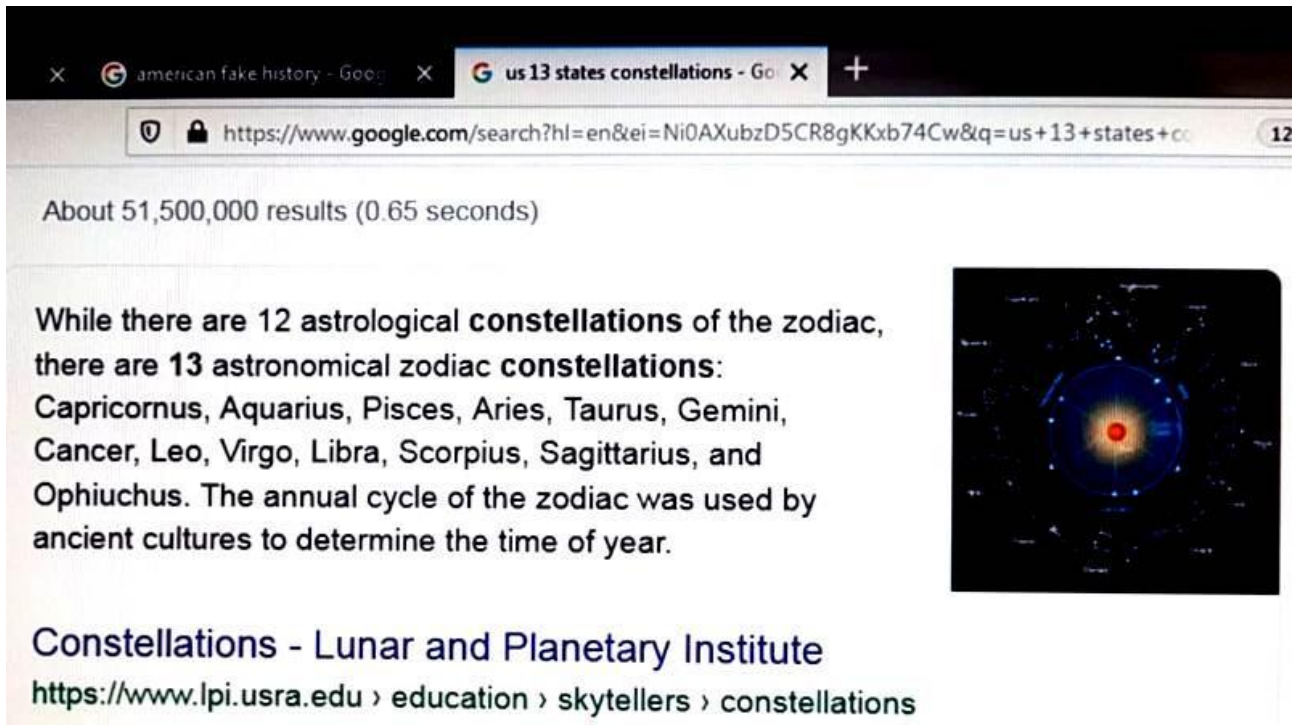 american fake history - Goo
us 13 states constellations - Go
https://www.google.com/search?hl=en&ei=Ni0AXubzD5CR8gKKxb74Cw&q=us+13+states+c
12
About 51,500,000 results (0.65 seconds)
While there are 12 astrological constellations of the zodiac,
there are 13 astronomical zodiac constellations:
Capricornus, Aquarius, Pisces, Aries, Taurus, Gemini,
Cancer, Leo, Virgo, Libra, Scorpius, Sagittarius, and
Ophiuchus. The annual cycle of the zodiac was used by
ancient cultures to determine the time of year.
Constellations - Lunar and Planetary Institute
https://www.lpi.usra.edu › education › skytellers › constellations